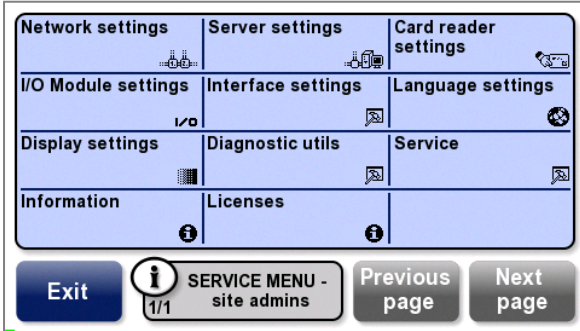 Network settings
Server settings
Card reader
settings
I/O Module settings
I/O
Interface settings
Language settings
Display settings
Diagnostic utils
Service
Information
i
Licenses
i
Exit
i
1/1
SERVICE MENU -
site admins
Previous
page
Next
page